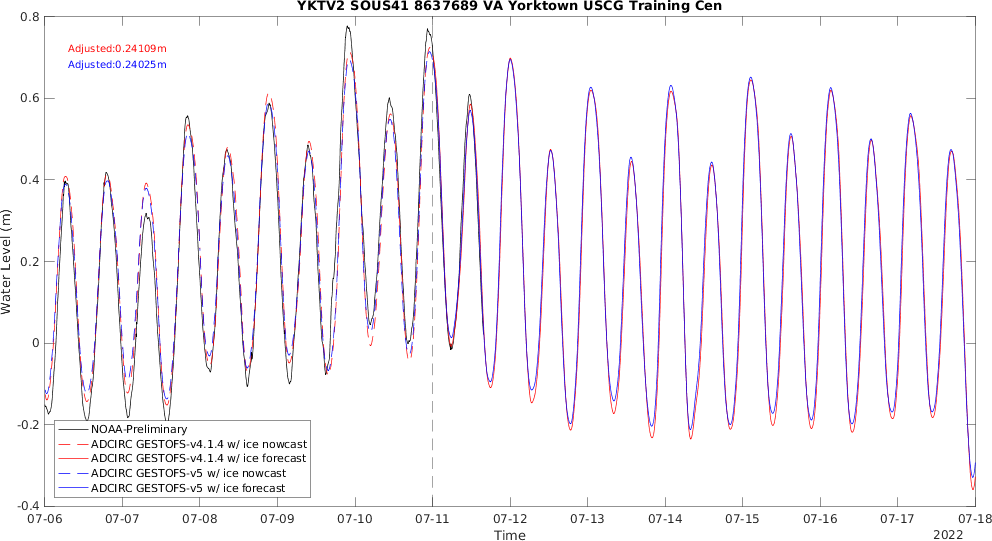 YKTV2 SOUS41 8637689 VA Yorktown USCG Training Cen
0.8
0.6
0.4
0.2
0
-0.2
-0.4
Water Level (m)
Adjusted:0.24109m
Adjusted:0.24025m
NOAA-Preliminary
ADCIRC GESTOFS-v4.1.4 w/ ice nowcast
ADCIRC GESTOFS-v4.1.4 w/ ice forecast
ADCIRC GESTOFS-v5 w/ ice nowcast
ADCIRC GESTOFS-v5 w/ ice forecast
07-06 07-07 07-08 07-09 07-10 07-11 07-12 07-13 07-14 07-15 07-16 07-17 07-18
Time
2022